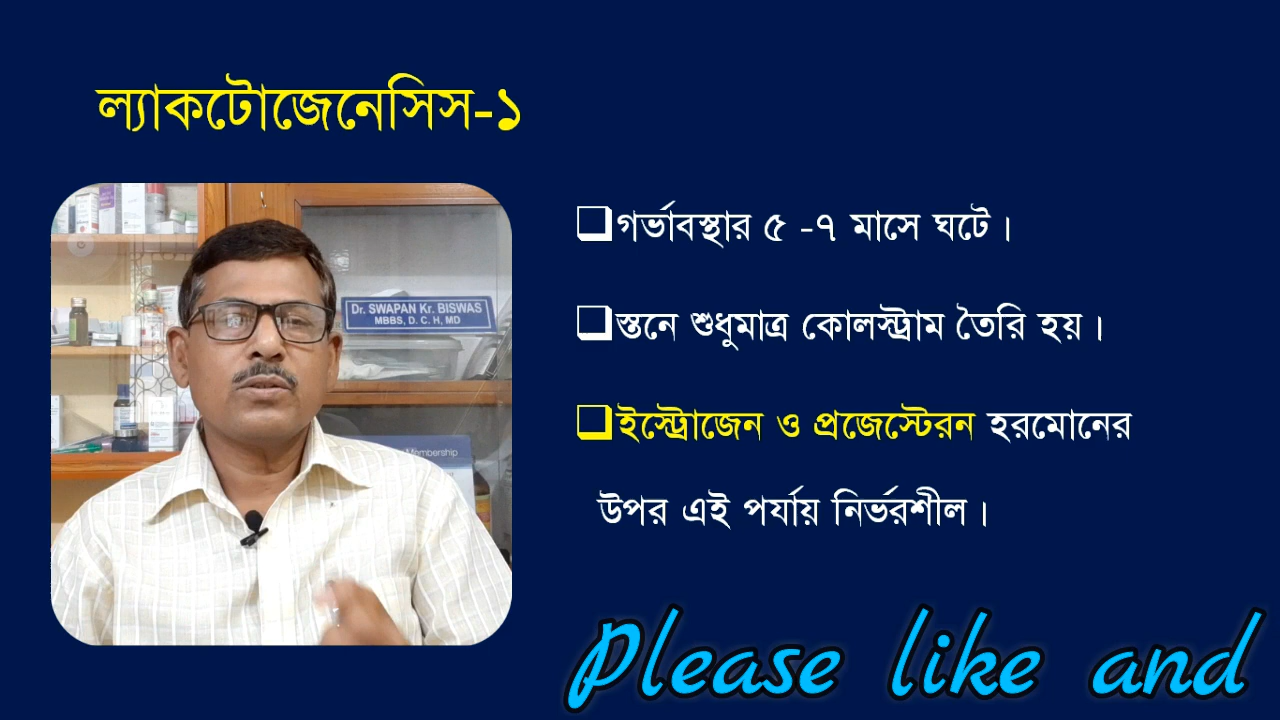 ল্যাকটোজেনেসিস-১
Dr. SWAPAN Kr. BISWAS
MBBS, D. C. H, MD
Membership
❑গর্ভাবস্থার ৫ -৭ মাসে ঘটে।
❑স্তনে শুধুমাত্র কোলস্ট্রাম তৈরি হয়।
❑ইস্ট্রোজেন ও প্রজেস্টেরন হরমোনের
উপর এই পর্যায় নির্ভরশীল।
Please like and